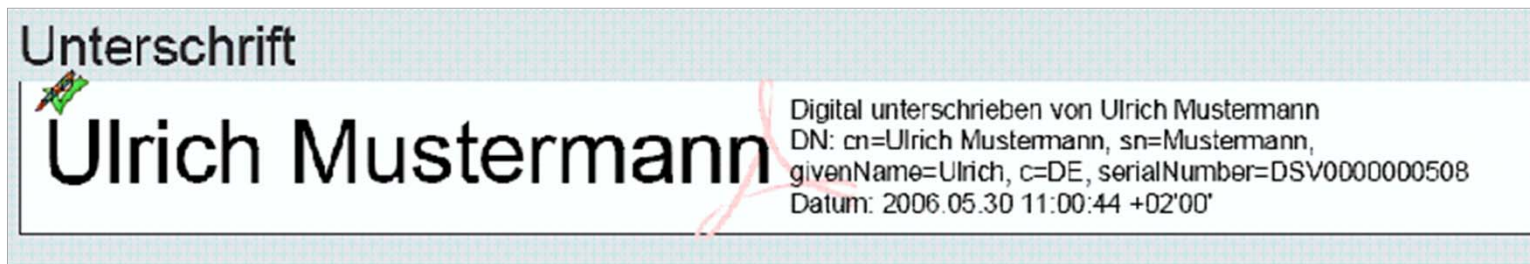 Unterschrift
Ulrich Mustermann
Digital unterschrieben von Ulrich Mustermann
DN: cn=Ulrich Mustermann, sn=Mustermann,
givenName=Ulrich, c=DE, serialNumber=DSV0000000508
Datum: 2006.05.30 11:00:44 +02'00'